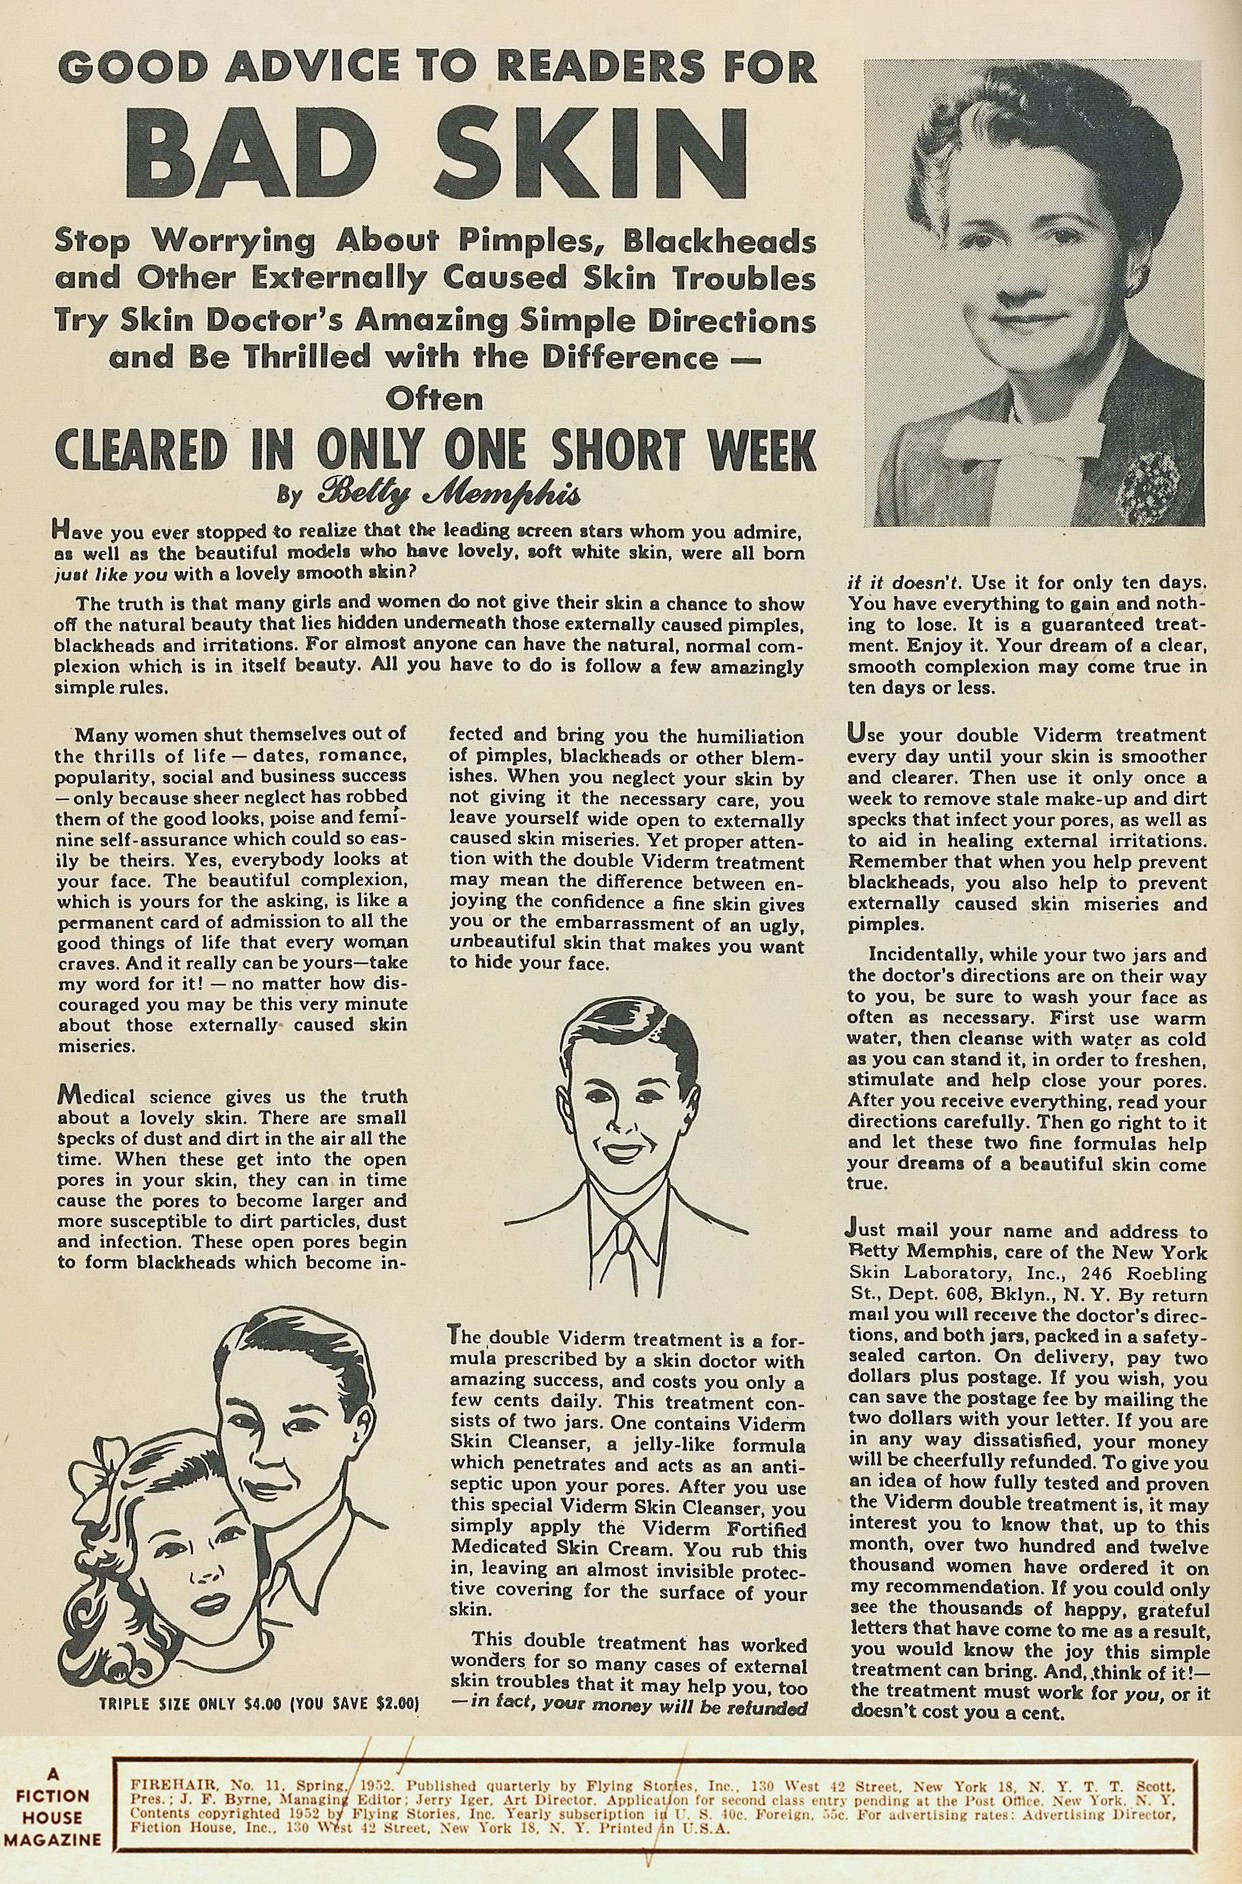 GOOD ADVICE TO READERS FOR
BAD SKIN
Stop Worrying About Pimples, Blackheads
and Other Externally Caused Skin Troubles
Try Skin Doctor's Amazing Simple Directions
and Be Thrilled with the Difference —
Often
CLEARED IN ONLY ONE SHORT WEEK
By Betty Memphis
Have you ever stopped to realize that the leading screen stars whom you admire,
as well as the beautiful models who have lovely, soft white skin, were all born
just like you with a lovely smooth skin?
The truth is that many girls and women do not give their skin a chance to show
off the natural beauty that lies hidden underneath those externally caused pimples,
blackheads and irritations. For almost anyone can have the natural, normal com-
plexion which is in itself beauty. All you have to do is follow a few amazingly
simple rules.
Many women shut themselves out of
the thrills of life — dates, romance,
popularity, social and business success
— only because sheer neglect has robbed
them of the good looks, poise and femi-
nine self-assurance which could so eas-
ily be theirs. Yes, everybody looks at
your face. The beautiful complexion,
which is yours for the asking, is like a
permanent card of admission to all the
good things of life that every woman
craves. And it really can be yours—take
my word for it! — no matter how dis-
couraged you may be this very minute
about those externally caused skin
miseries.
Medical science gives us the truth
about a lovely skin. There are small
specks of dust and dirt in the air all the
time. When these get into the open
pores in your skin, they can in time
cause the pores to become larger and
more susceptible to dirt particles, dust
and infection. These open pores begin
to form blackheads which become in-
TRIPLE SIZE ONLY $4.00 (YOU SAVE $2.00)
fected and bring you the humiliation
of pimples, blackheads or other blem-
ishes. When you neglect your skin by
not giving it the necessary care, you
leave yourself wide open to externally
caused skin miseries. Yet proper atten-
tion with the double Viderm treatment
may mean the difference between en-
joying the confidence a fine skin gives
you or the embarrassment of an ugly,
unbeautiful skin that makes you want
to hide your face.
The double Viderm treatment is a for-
mula prescribed by a skin doctor with
amazing success, and costs you only a
few cents daily. This treatment con-
sists of two jars. One contains Viderm
Skin Cleanser, a jelly-like formula
which penetrates and acts as an anti-
septic upon your pores. After you use
this special Viderm Skin Cleanser, you
simply apply the Viderm Fortified
Medicated Skin Cream. You rub this
in, leaving an almost invisible protec-
tive covering for the surface of your
skin.
This double treatment has worked
wonders for so many cases of external
skin troubles that it may help you, too
— in fact, your money will be refunded
if it doesn't. Use it for only ten days.
You have everything to gain and noth-
ing to lose. It is a guaranteed treat-
ment. Enjoy it. Your dream of a clear,
smooth complexion may come true in
ten days or less.
Use your double Viderm treatment
every day until your skin is smoother
and clearer. Then use it only once a
week to remove stale make-up and dirt
specks that infect your pores, as well as
to aid in healing external irritations.
Remember that when you help prevent
blackheads, you also help to prevent
externally caused skin miseries and
pimples.
Incidentally, while your two jars and
the doctor's directions are on their way
to you, be sure to wash your face as
often as necessary. First use warm
water, then cleanse with water as cold
as you can stand it, in order to freshen,
stimulate and help close your pores.
After you receive everything, read your
directions carefully. Then go right to it
and let these two fine formulas help
your dreams of a beautiful skin come
true.
Just mail your name and address to
Betty Memphis, care of the New York
Skin Laboratory, Inc., 246 Roebling
St., Dept. 608, Bklyn., N. Y. By return
mail you will receive the doctor's direc-
tions, and both jars, packed in a safety-
sealed carton. On delivery, pay two
dollars plus postage. If you wish, you
can save the postage fee by mailing the
two dollars with your letter. If you are
in any way dissatisfied, your money
will be cheerfully refunded. To give you
an idea of how fully tested and proven
the Viderm double treatment is, it may
interest you to know that, up to this
month, over two hundred and twelve
thousand women have ordered it on
my recommendation. If you could only
see the thousands of happy, grateful
letters that have come to me as a result,
you would know the joy this simple
treatment can bring. And, think of it!—
the treatment must work for you, or it
doesn't cost you a cent.
A
FICTION
HOUSE
MAGAZINE
FIREHAIR, No. 11, Spring, 1952. Published quarterly by Flying Stories, Inc., 130 West 42 Street, New York 18, N. Y. T. T. Scott,
Pres.; J. F. Byrne, Managing Editor; Jerry Iger, Art Director. Application for second class entry pending at the Post Office, New York, N. Y.
Contents copyrighted 1952 by Flying Stories, Inc. Yearly subscription in U. S. 40c. Foreign, 55c. For advertising rates: Advertising Director,
Fiction House, Inc., 130 West 42 Street, New York 18, N. Y. Printed in U.S.A.